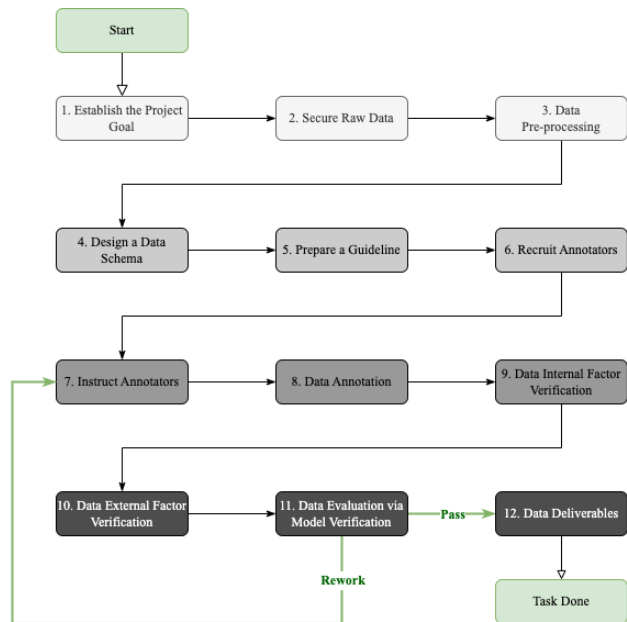 Start
1. Establish the Project
Goal
2. Secure Raw Data
3. Data
Pre-processing
4. Design a Data
Schema
5. Prepare a Guideline
6. Recruit Annotators
7. Instruct Annotators
8. Data Annotation
9. Data Internal Factor
Verification
10. Data External Factor
Verification
11. Data Evaluation via
Model Verification
Pass
12. Data Deliverables
Rework
Task Done